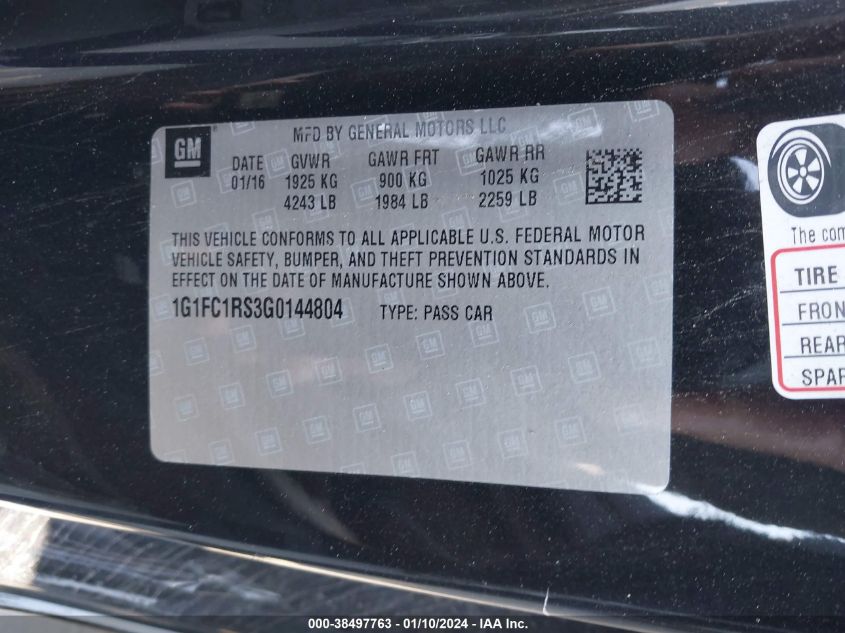 GM
MFD BY GENERAL MOTORS LLC
DATE GVWR GAWR FRT GAWR RR
01/16 1925 KG 900 KG 1025 KG
4243 LB 1984 LB 2259 LB
THIS VEHICLE CONFORMS TO ALL APPLICABLE U.S. FEDERAL MOTOR
VEHICLE SAFETY, BUMPER, AND THEFT PREVENTION STANDARDS IN
EFFECT ON THE DATE OF MANUFACTURE SHOWN ABOVE.
1G1FC1RS3G0144804 TYPE: PASS CAR
The com
TIRE
FRON
REAR
SPAR
000-38497763 / 01/10/2024 - IAA Inc.